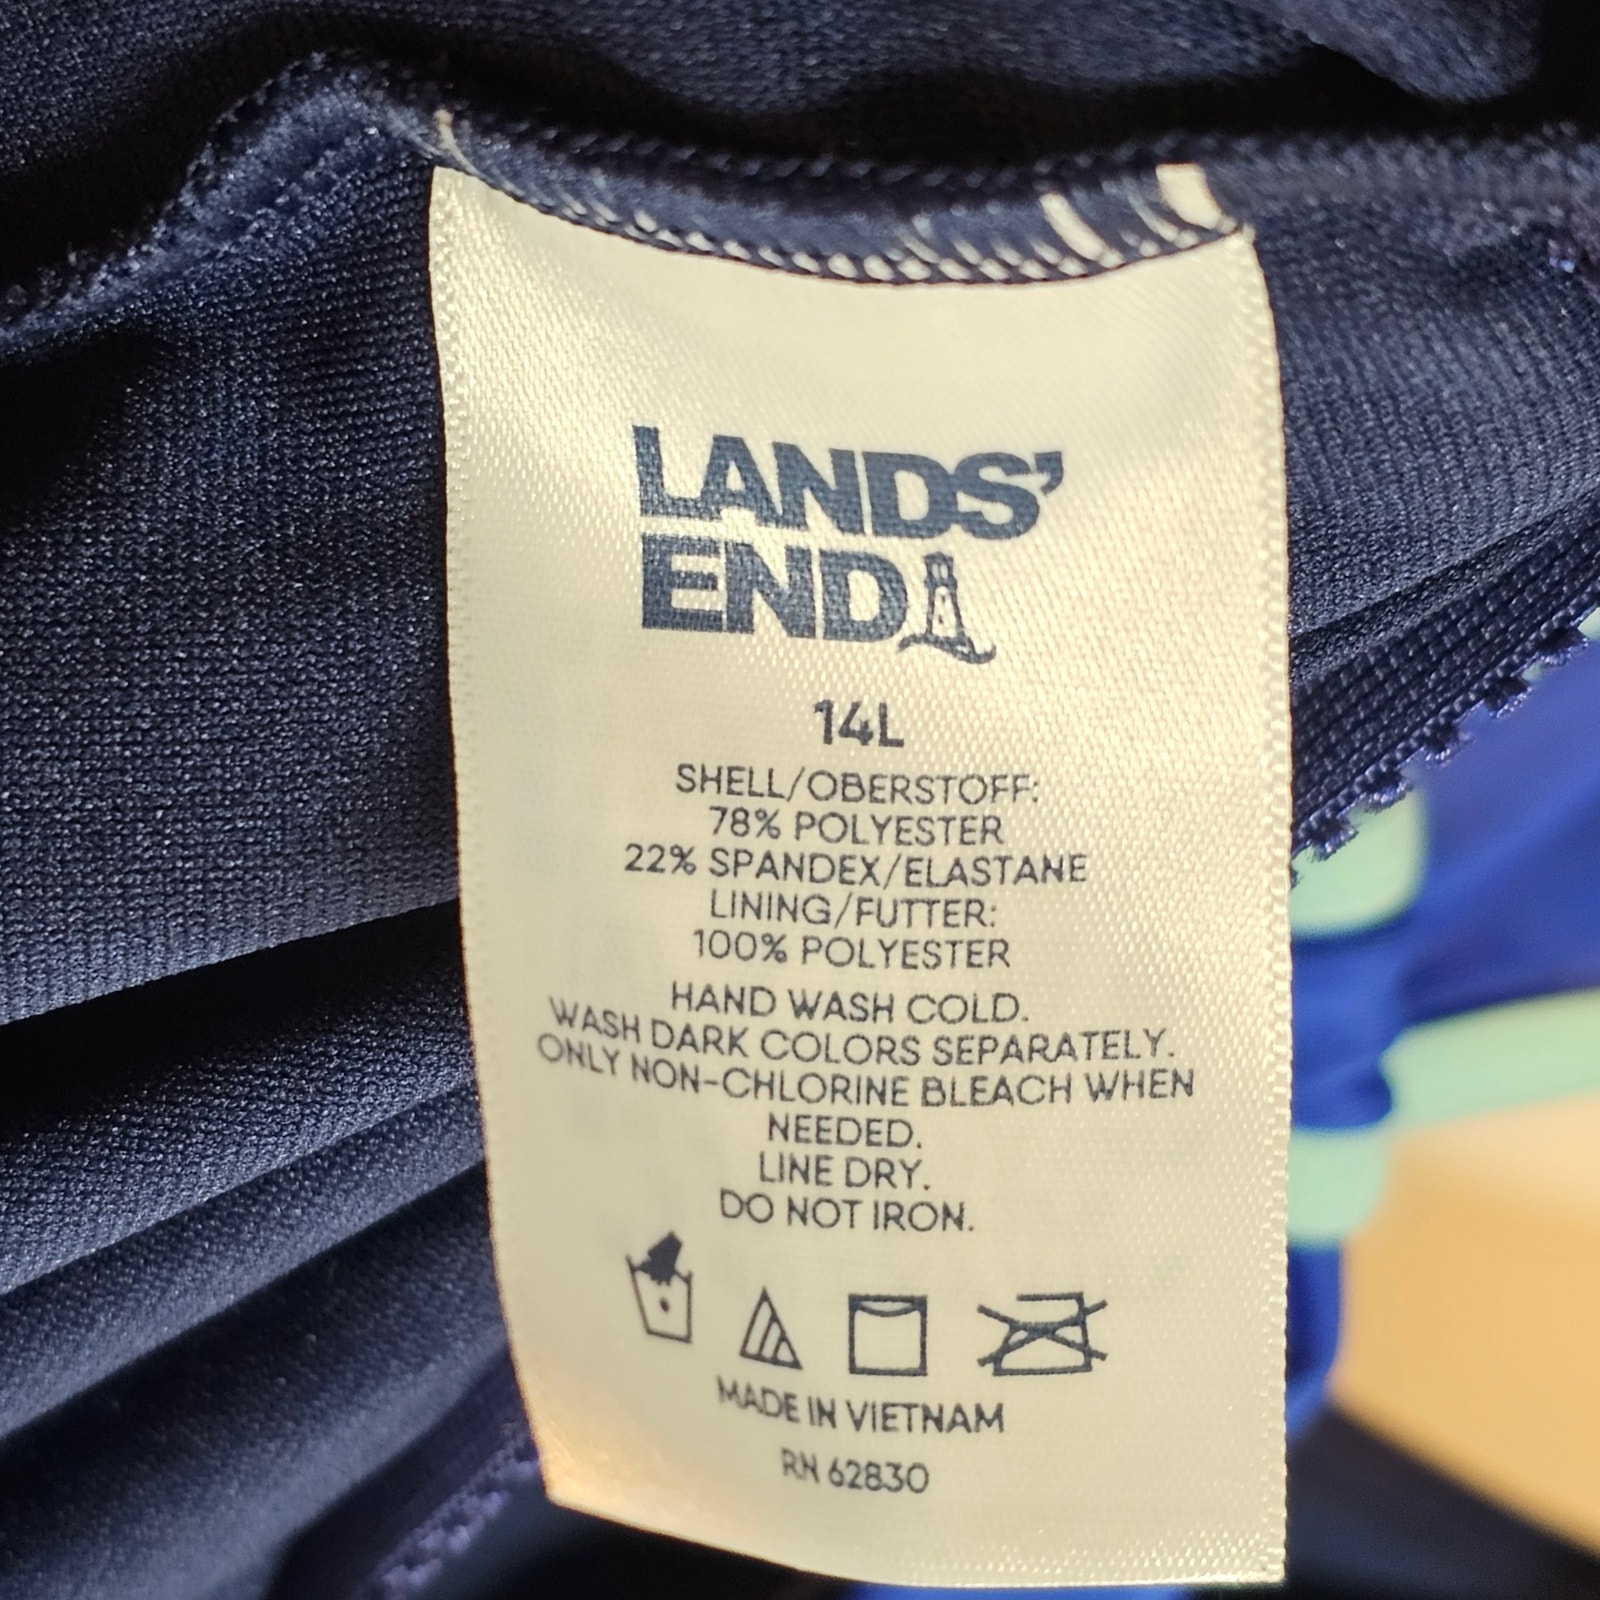 LANDS'
END
14L
SHELL/OBERSTOFF:
78% POLYESTER
22% SPANDEX/ELASTANE
LINING/FUTTER:
100% POLYESTER
HAND WASH COLD.
WASH DARK COLORS SEPARATELY.
ONLY NON-CHLORINE BLEACH WHEN
NEEDED.
LINE DRY.
DO NOT IRON.
MADE IN VIETNAM
RN 62830